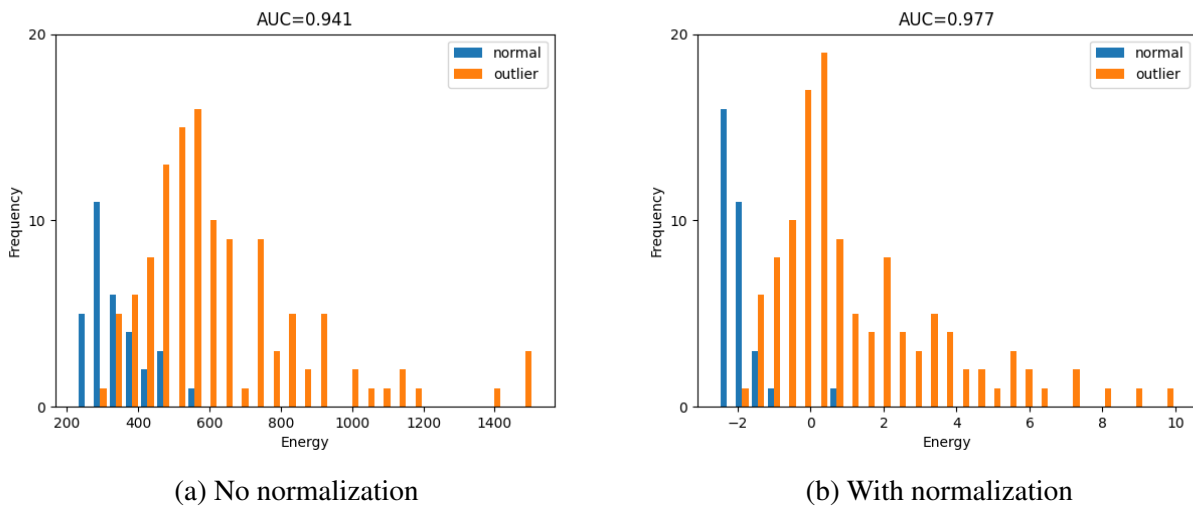 AUC=0.941
20
10
0
Frequency
normal
outlier
200 400 600 800 1000 1200 1400
Energy
(a) No normalization
AUC=0.977
20
10
0
Frequency
normal
outlier
−2 0 2 4 6 8 10
Energy
(b) With normalization